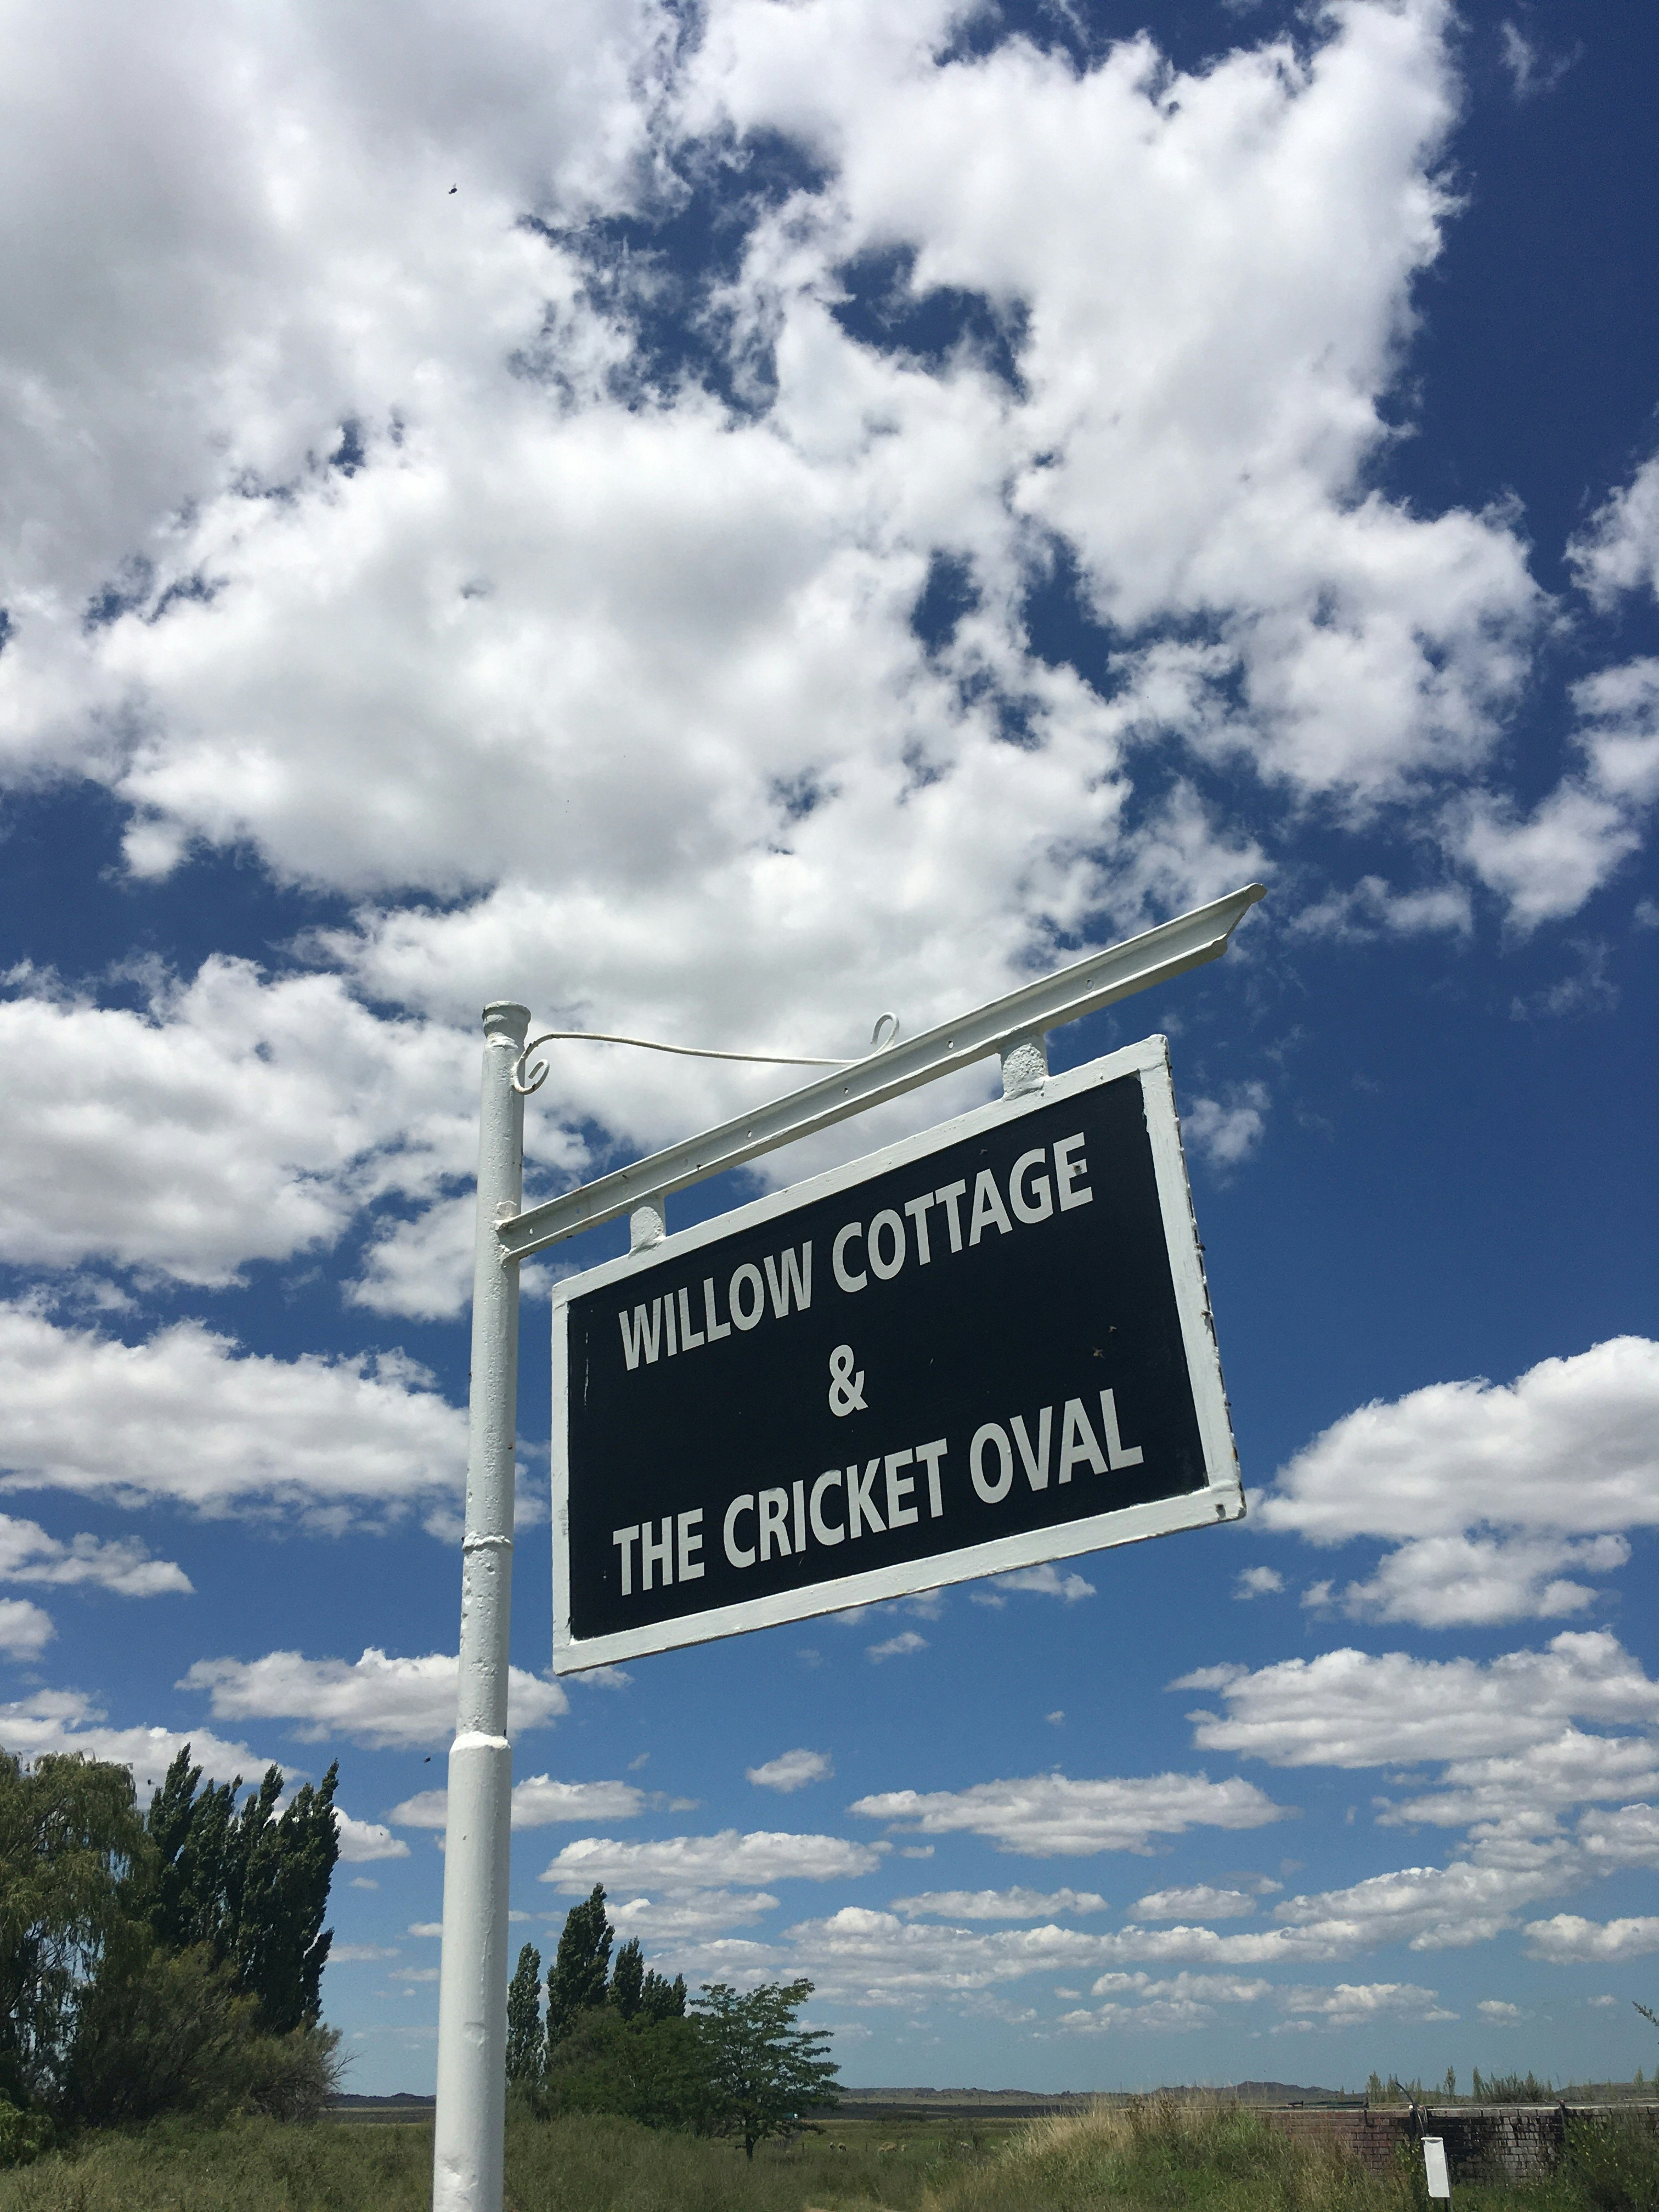 WILLOW COTTAGE
&
THE CRICKET OVAL